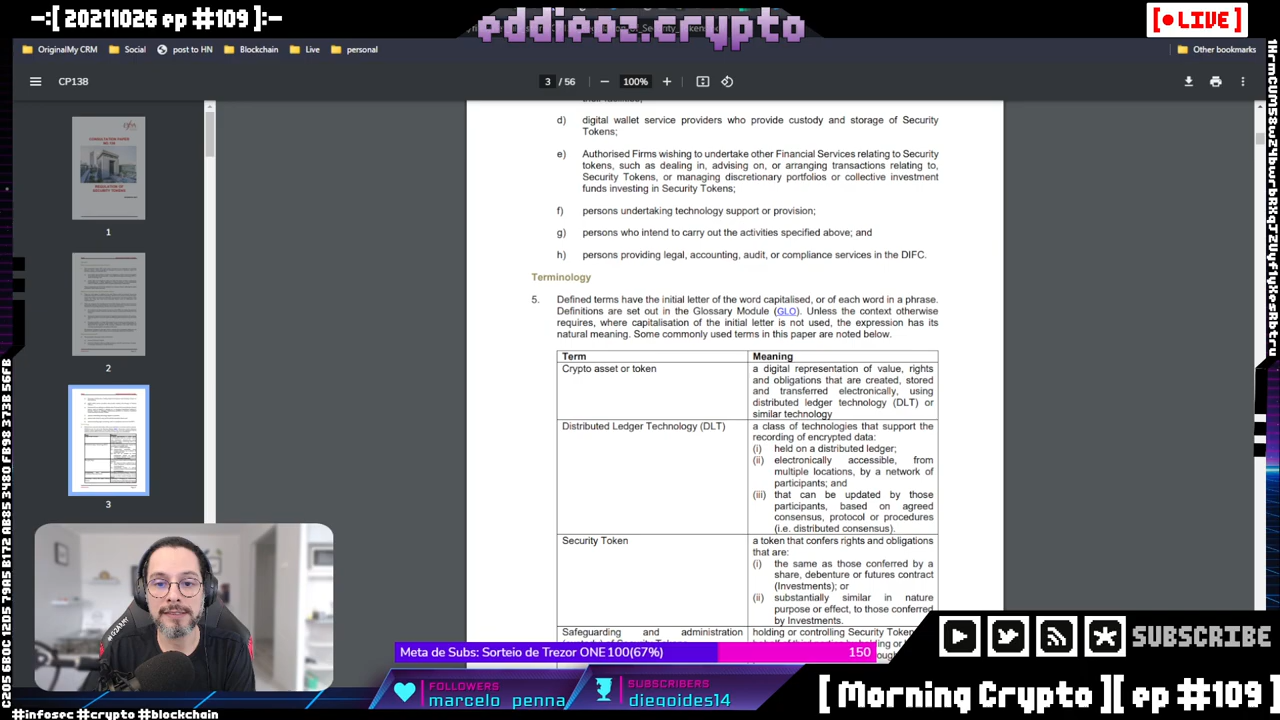 -:[ 20211026 ep #109]:-
eddieoz.crypto
[•LIVE]
OriginalMy CRM
Social
post to HN
Blockchain
Live
personal
Other bookmarks
CP138
3 / 56
100%
d) digital wallet service providers who provide custody and storage of Security
Tokens;
e) Authorised Firms wishing to undertake other Financial Services relating to Security
tokens, such as dealing in, advising on, or arranging transactions relating to,
Security Tokens, or managing discretionary portfolios or collective investment
funds investing in Security Tokens;
f) persons undertaking technology support or provision;
g) persons who intend to carry out the activities specified above; and
h) persons providing legal, accounting, audit, or compliance services in the DIFC.
Terminology
5. Defined terms have the initial letter of the word capitalised, or of each word in a phrase.
Definitions are set out in the Glossary Module (GLO). Unless the context otherwise
requires, where capitalisation of the initial letter is not used, the expression has its
natural meaning. Some commonly used terms in this paper are noted below.
Term
Meaning
Crypto asset or token
a digital representation of value, rights
and obligations that are created, stored
and transferred electronically, using
distributed ledger technology (DLT) or
similar technology
Distributed Ledger Technology (DLT)
a class of technologies that support the
recording of encrypted data:
(i) held on a distributed ledger;
(ii) electronically accessible, from
multiple locations, by a network of
participants; and
(iii) that can be updated by those
participants, based on agreed
consensus, protocol or procedures
(i.e. distributed consensus).
Security Token
a token that confers rights and obligations
that are:
(i) the same as those conferred by a
share, debenture or futures contract
(Investments); or
(ii) substantially similar in nature
purpose or effect, to those conferred
by Investments.
Safeguarding and administration
holding or controlling Security Token
1
2
3
Meta de Subs: Sorteio de Trezor ONE 100(67%)
150
SUBSCRIBE
FOLLOWERS
marcelo penna
SUBSCRIBERS
diegoides14
[ Morning Crypto ][ ep #109 ]
#crypto #blockchain